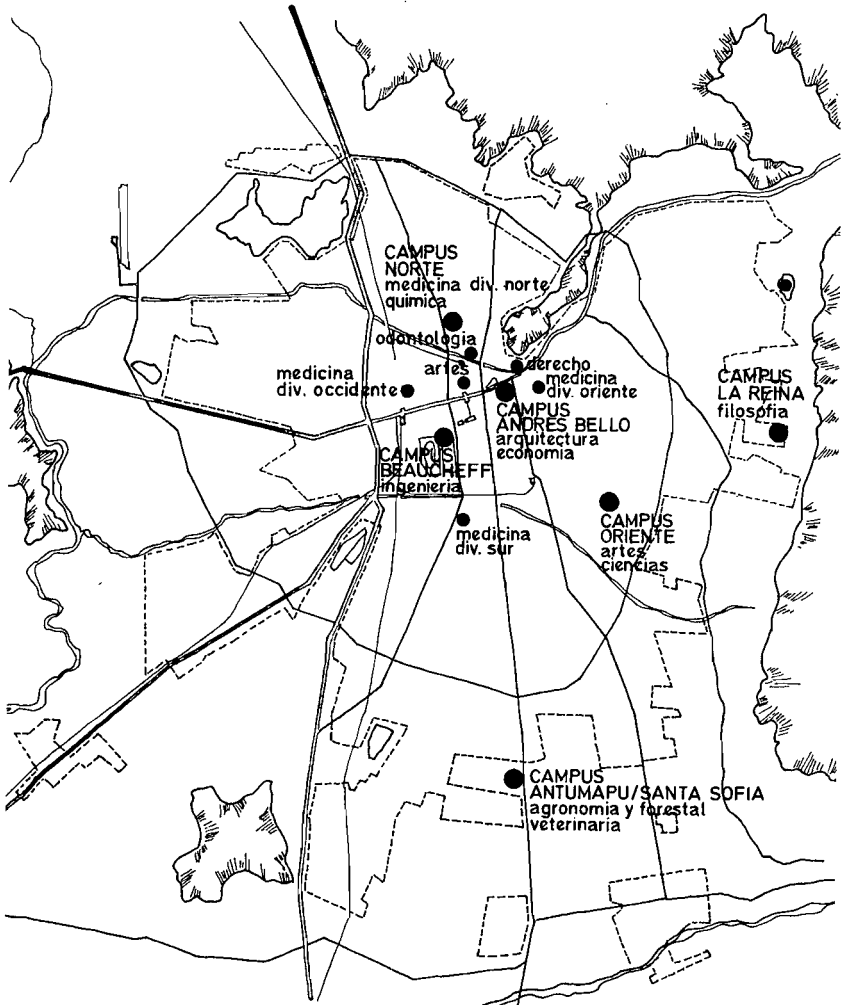 CAMPUS
NORTE
medicina div. norte
quimica
odontologia
artes
derecho
medicina
div. oriente
medicina
div. occidente
CAMPUS
LA REINA
filosofia
CAMPUS
ANDRES BELLO
arquitectura
economia
CAMPUS
BEAUCHEFF
ingenieria
medicina
div. sur
CAMPUS
ORIENTE
artes
ciencias
CAMPUS
ANTUMAPU/SANTA SOFIA
agronomia y forestal
veterinaria